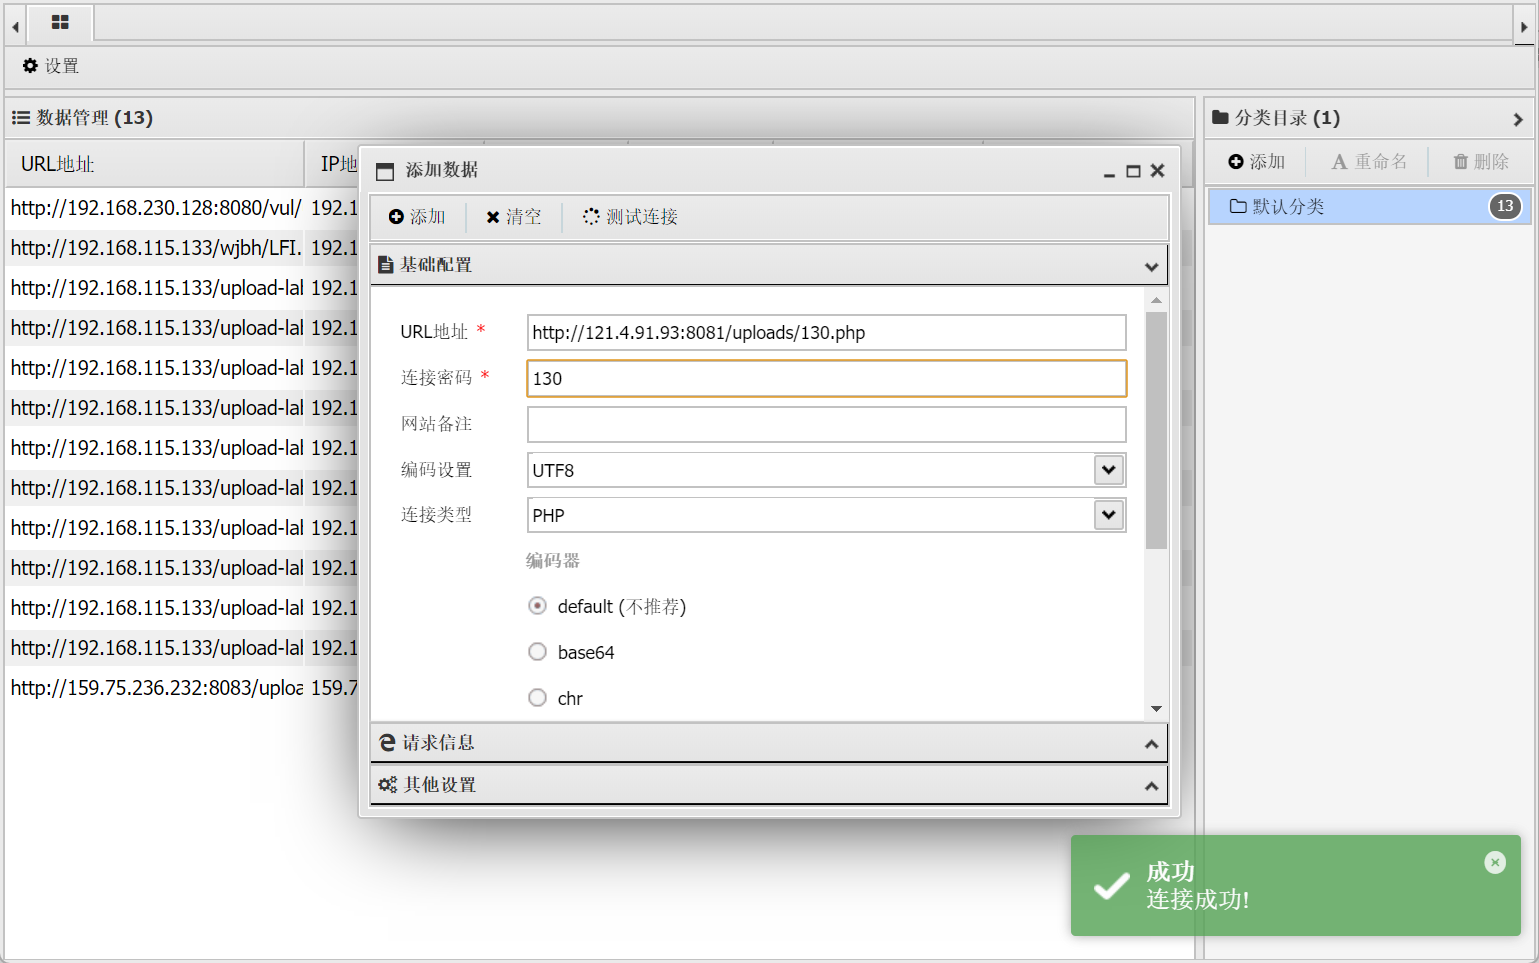 设置
数据管理 (13)
URL地址
IP地
http://192.168.230.128:8080/vul/ 192.1
http://192.168.115.133/wjbh/LFI. 192.1
http://192.168.115.133/upload-lal 192.1
http://192.168.115.133/upload-lal 192.1
http://192.168.115.133/upload-lal 192.1
http://192.168.115.133/upload-lal 192.1
http://192.168.115.133/upload-lal 192.1
http://192.168.115.133/upload-lal 192.1
http://192.168.115.133/upload-lal 192.1
http://192.168.115.133/upload-lal 192.1
http://192.168.115.133/upload-lal 192.1
http://192.168.115.133/upload-lal 192.1
http://159.75.236.232:8083/uploa 159.7
添加数据
添加 清空 测试连接
基础配置
URL地址 * http://121.4.91.93:8081/uploads/130.php
连接密码 * 130
网站备注
编码设置 UTF8
连接类型 PHP
编码器
default (不推荐)
base64
chr
请求信息
其他设置
分类目录 (1)
添加 重命名 删除
默认分类 13
成功
连接成功!